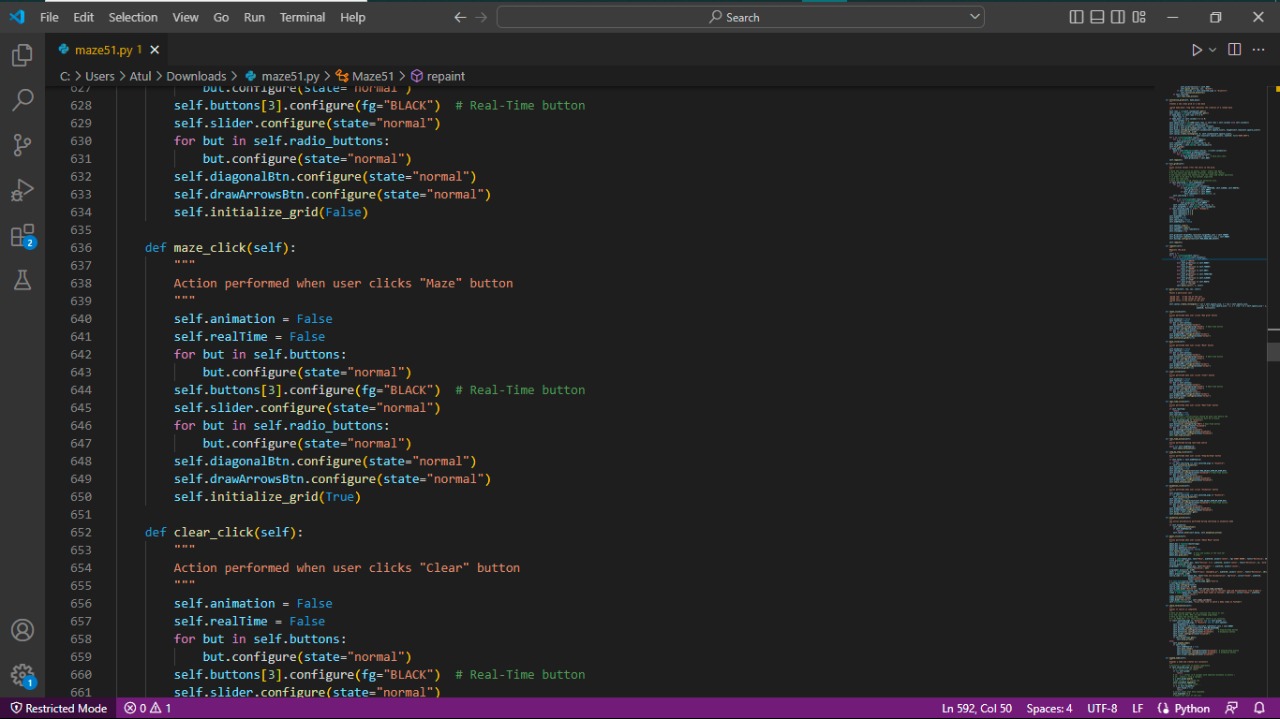 File Edit Selection View Go Run Terminal Help
Search
maze51.py 1
C: > Users > Atul > Downloads > maze51.py > Maze51 > repaint
627 but.configure(state="normal")
628 self.buttons[3].configure(fg="BLACK")  # Real-Time button
629 self.slider.configure(state="normal")
630 for but in self.radio_buttons:
631 but.configure(state="normal")
632 self.diagonalBtn.configure(state="normal")
633 self.drawArrowsBtn.configure(state="normal")
634 self.initialize_grid(False)
635
636 def maze_click(self):
637 """
638 Action performed when user clicks "Maze" button
639 """
640 self.animation = False
641 self.realTime = False
642 for but in self.buttons:
643 but.configure(state="normal")
644 self.buttons[3].configure(fg="BLACK")  # Real-Time button
645 self.slider.configure(state="normal")
646 for but in self.radio_buttons:
647 but.configure(state="normal")
648 self.diagonalBtn.configure(state="normal")
649 self.drawArrowsBtn.configure(state="normal")
650 self.initialize_grid(True)
651
652 def clear_click(self):
653 """
654 Action performed when user clicks "Clear" button
655 """
656 self.animation = False
657 self.realTime = False
658 for but in self.buttons:
659 but.configure(state="normal")
660 self.buttons[3].configure(fg="BLACK")  # Real-Time button
661 self.slider.configure(state="normal")
2
1
Restricted Mode 0 1 Ln 592, Col 50 Spaces: 4 UTF-8 LF Python